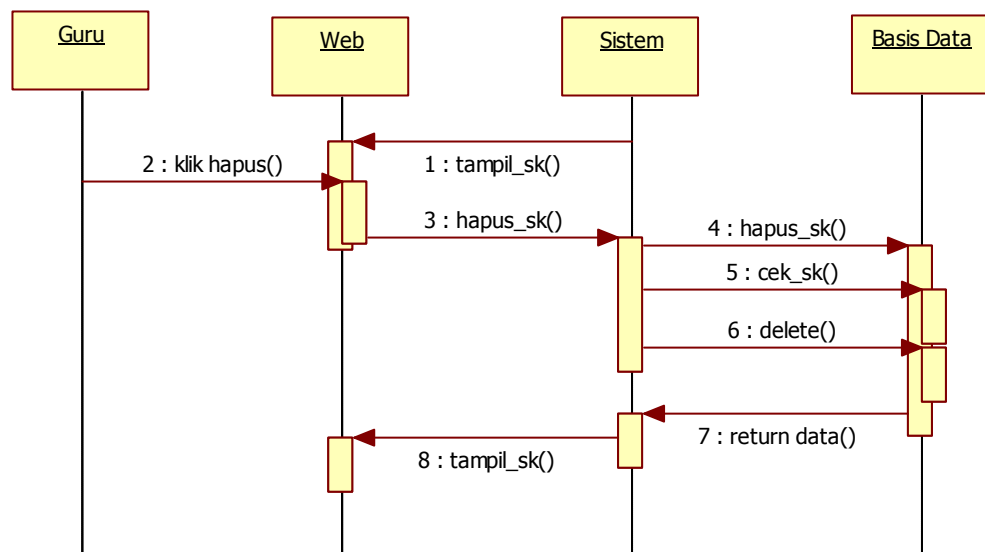 Guru
Web
Sistem
Basis Data
2 : klik hapus()
1 : tampil_sk()
3 : hapus_sk()
4 : hapus_sk()
5 : cek_sk()
6 : delete()
7 : return data()
8 : tampil_sk()